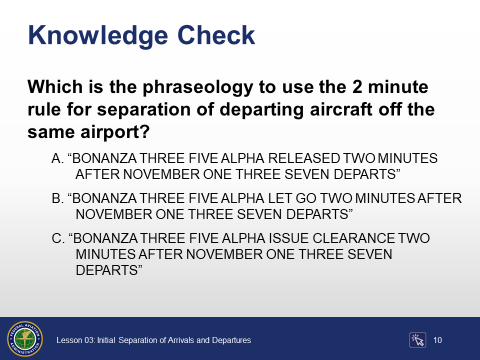 Knowledge Check
Which is the phraseology to use the 2 minute
rule for separation of departing aircraft off the
same airport?
A. “BONANZA THREE FIVE ALPHA RELEASED TWO MINUTES
AFTER NOVEMBER ONE THREE SEVEN DEPARTS”
B. “BONANZA THREE FIVE ALPHA LET GO TWO MINUTES AFTER
NOVEMBER ONE THREE SEVEN DEPARTS”
C. “BONANZA THREE FIVE ALPHA ISSUE CLEARANCE TWO
MINUTES AFTER NOVEMBER ONE THREE SEVEN
DEPARTS”
Lesson 03: Initial Separation of Arrivals and Departures
10